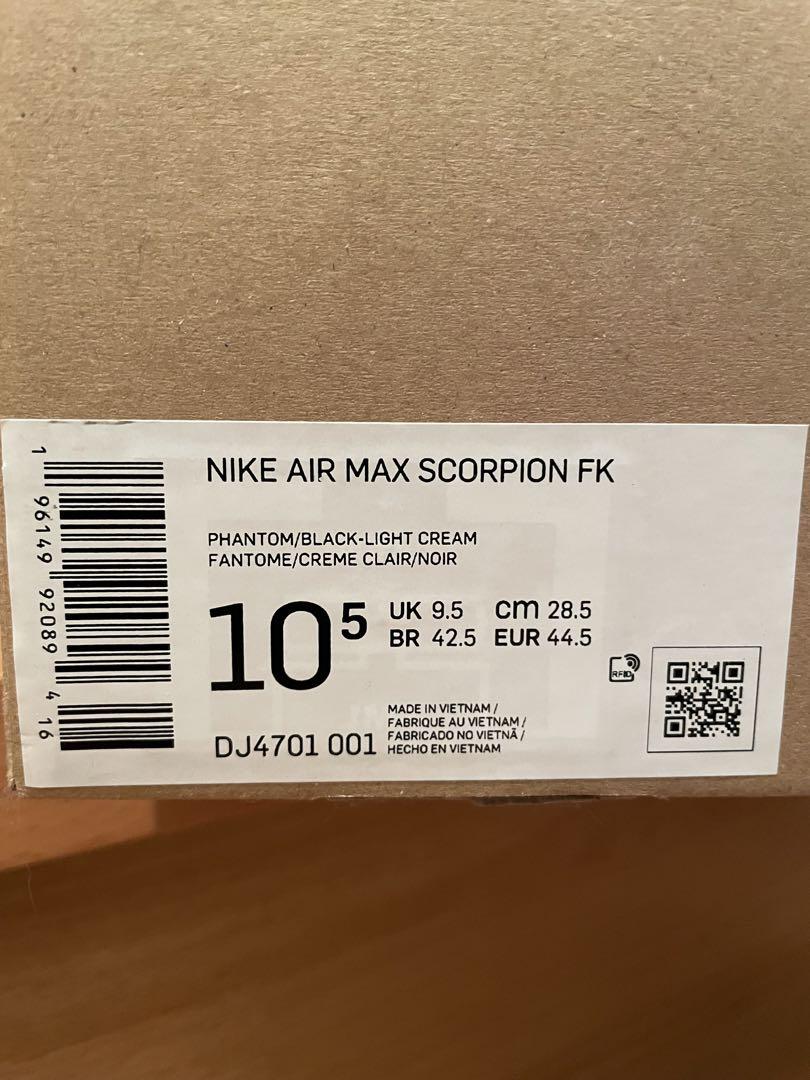 NIKE AIR MAX SCORPION FK
PHANTOM/BLACK-LIGHT CREAM
FANTOME/CREME CLAIR/NOIR
10⁵
UK 9.5 cm 28.5
BR 42.5 EUR 44.5
RFID
DJ4701 001
MADE IN VIETNAM /
FABRIQUE AU VIETNAM /
FABRICADO NO VIETNÃ /
HECHO EN VIETNAM
1 96149 92089 4 16